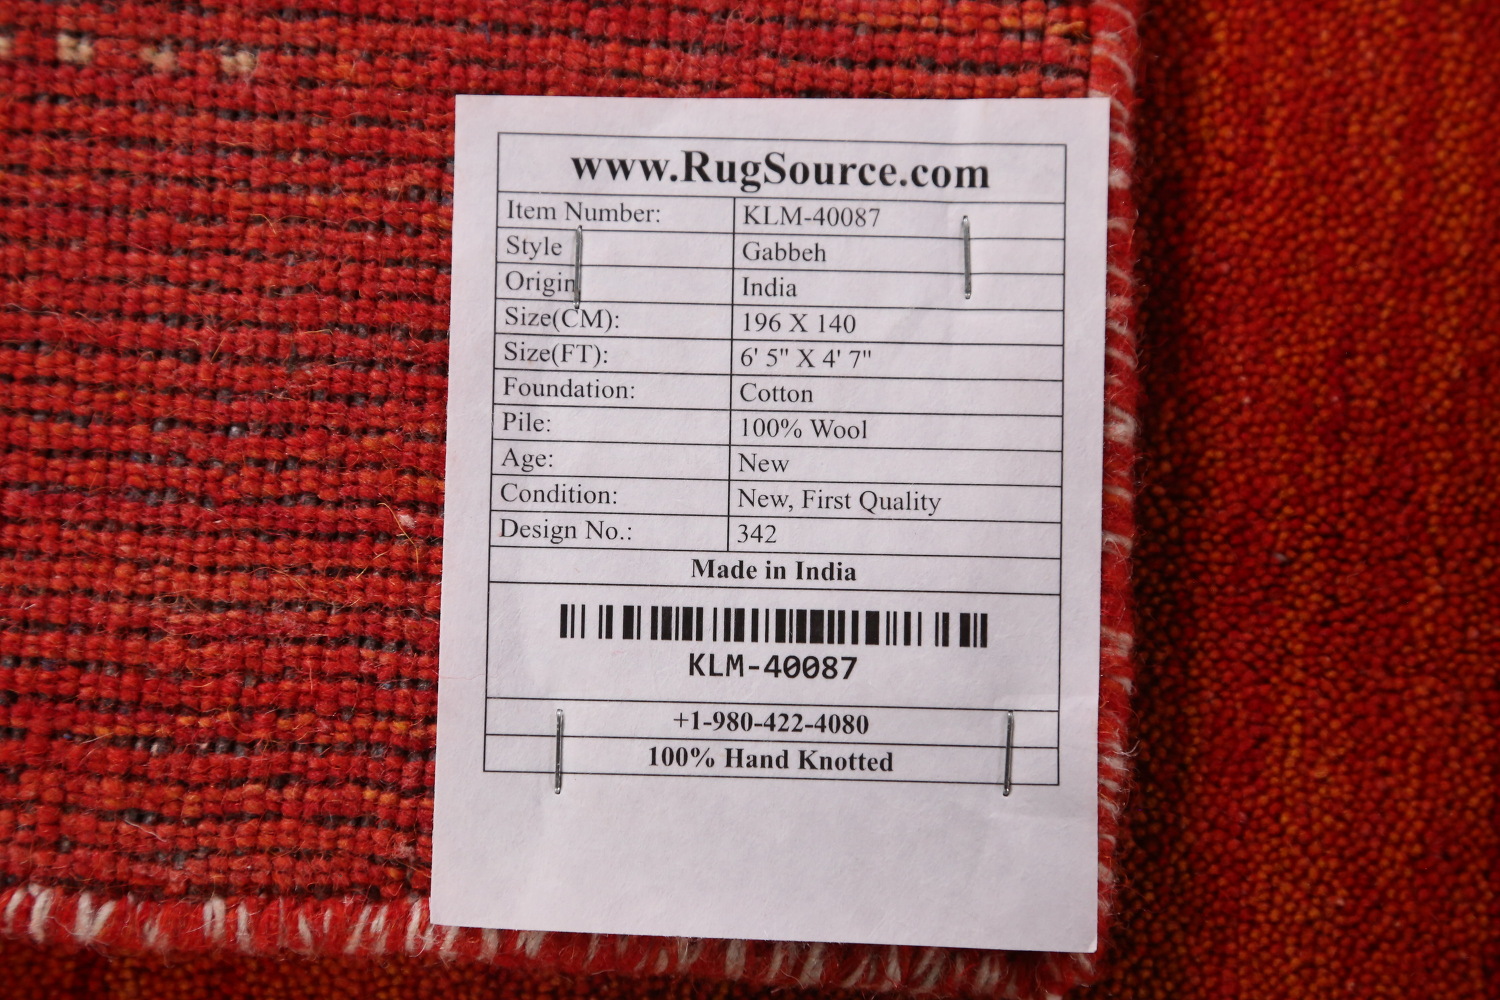 www.RugSource.com
Item Number: KLM-40087
Style Gabbeh
Origin India
Size(CM): 196 X 140
Size(FT): 6' 5" X 4' 7"
Foundation: Cotton
Pile: 100% Wool
Age: New
Condition: New, First Quality
Design No.: 342
Made in India
KLM-40087
+1-980-422-4080
100% Hand Knotted